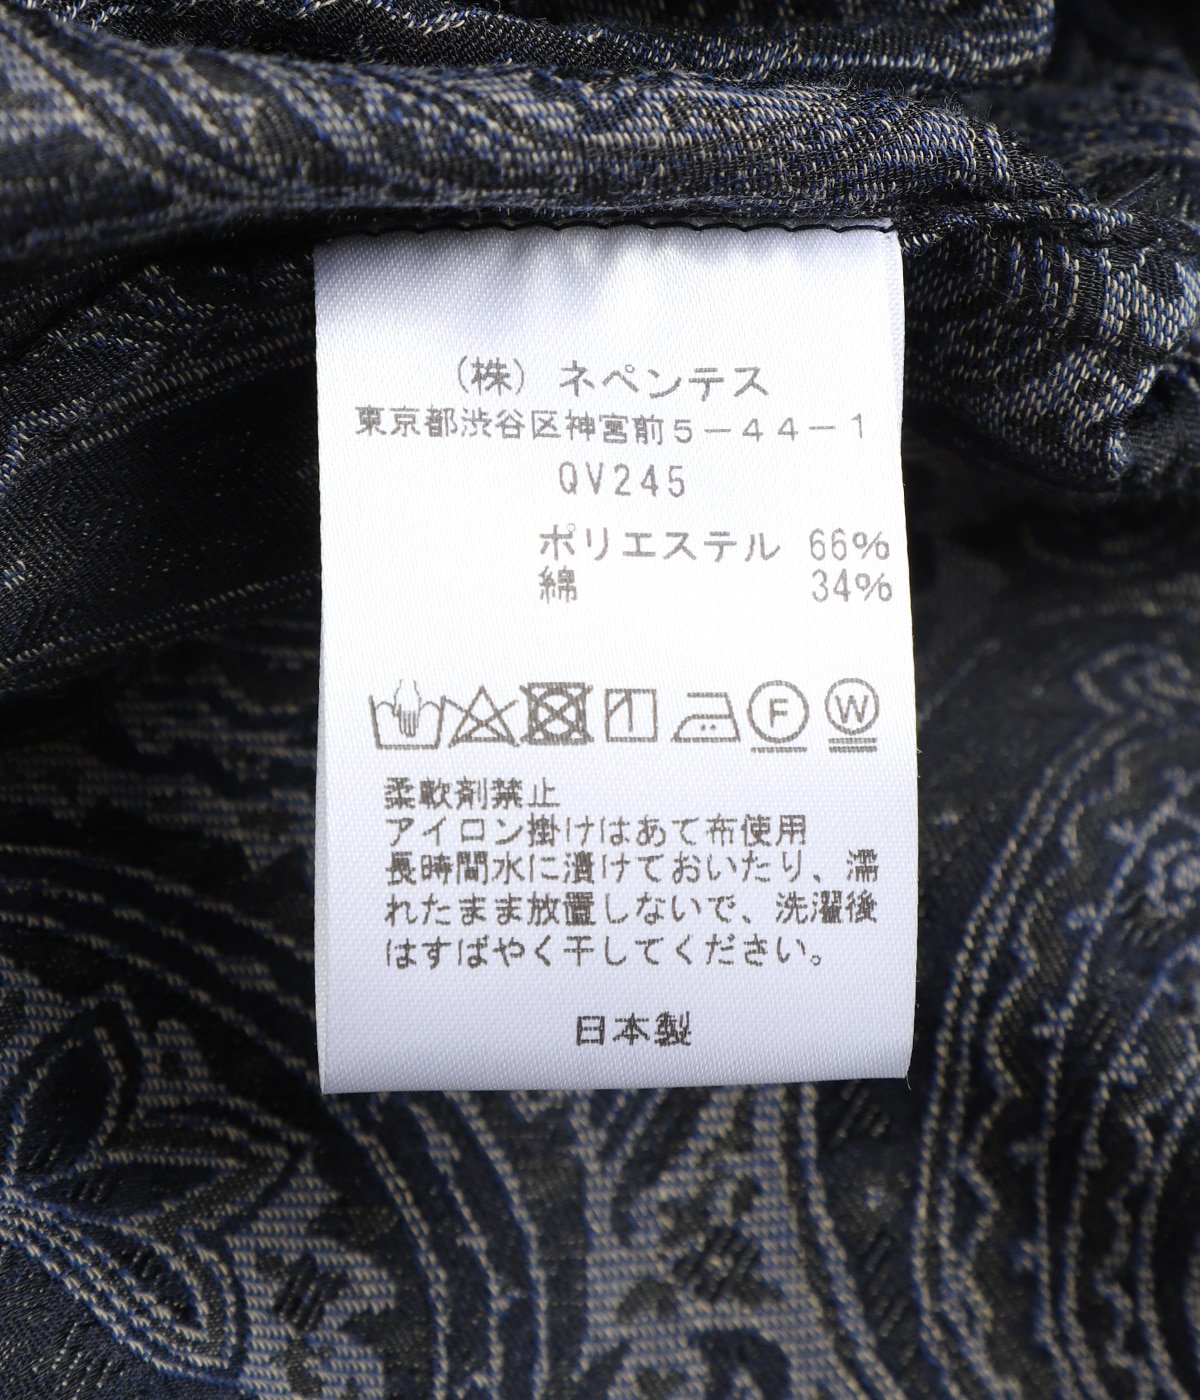 (株) ネペンテス
東京都渋谷区神宮前5-44-1
QV245
ポリエステル 66%
綿 34%
F W
柔軟剤禁止
アイロン掛けはあて布使用
長時間水に漬けておいたり、濡
れたまま放置しないで、洗濯後
はすばやく干してください。
日本製